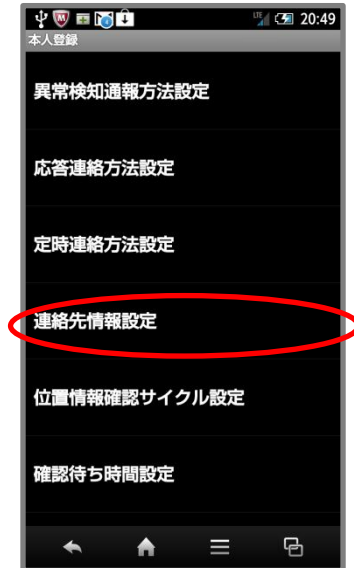 LTE 20:49
本人登録
異常検知通報方法設定
応答連絡方法設定
定時連絡方法設定
連絡先情報設定
位置情報確認サイクル設定
確認待ち時間設定